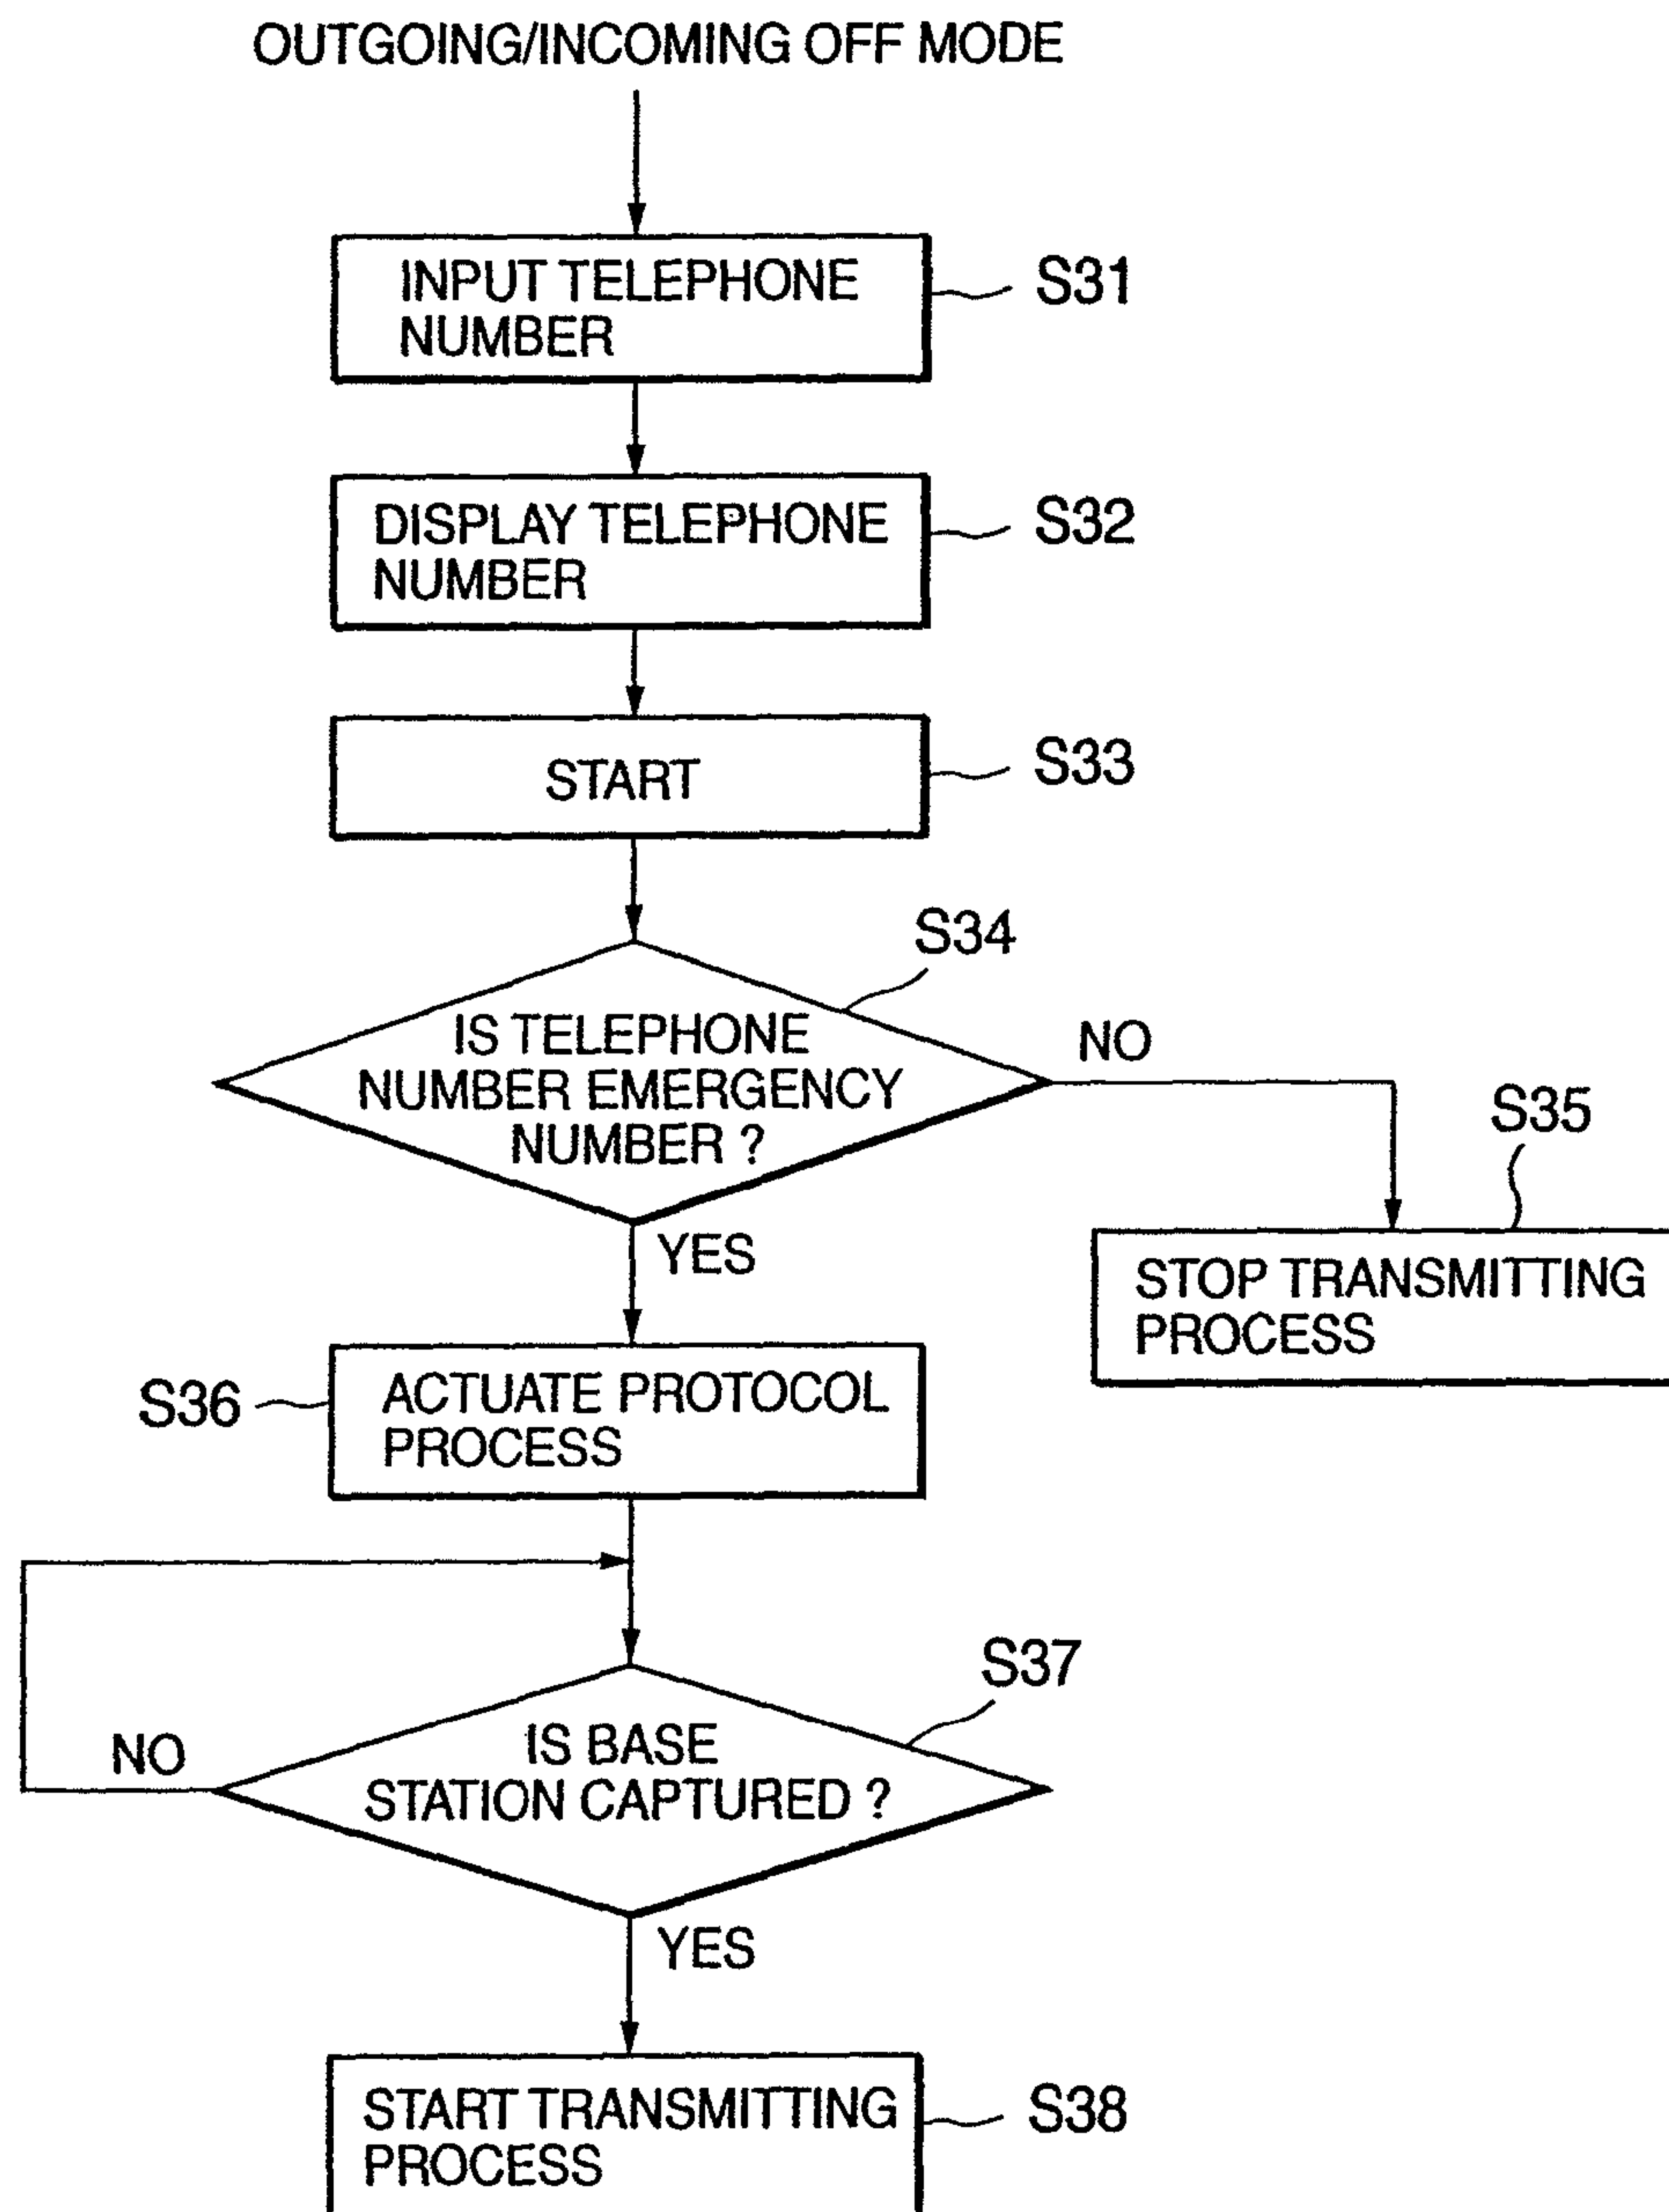 OUTGOING/INCOMING OFF MODE
INPUT TELEPHONE
NUMBER
S31
DISPLAY TELEPHONE
NUMBER
S32
START
S33
S34
IS TELEPHONE
NUMBER EMERGENCY
NUMBER ?
NO
YES
S35
STOP TRANSMITTING
PROCESS
S36
ACTUATE PROTOCOL
PROCESS
S37
IS BASE
STATION CAPTURED ?
NO
YES
START TRANSMITTING
PROCESS
S38